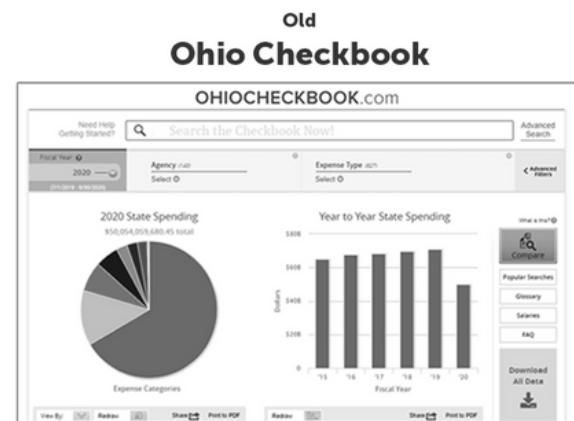 Old
Ohio Checkbook
OHIOCHECKBOOK.com
Need Help
Getting Started?
Search the Checkbook Now!
Advanced
Search
Fiscal Year:
2020
Agency
Select
Expense Type
Select
Advanced
Filters
2020 State Spending
$50,054,059,680.45 total
Expense Categories
Year to Year State Spending
$80B
$60B
$40B
$20B
0
Dollars
'15 '16 '17 '18 '19 '20
Fiscal Year
What is this?
Compare
Popular Searches
Glossary
Salaries
FAQ
Download
All Data
View By:
Redraw
Share
Print to PDF
Redraw
Share
Print to PDF